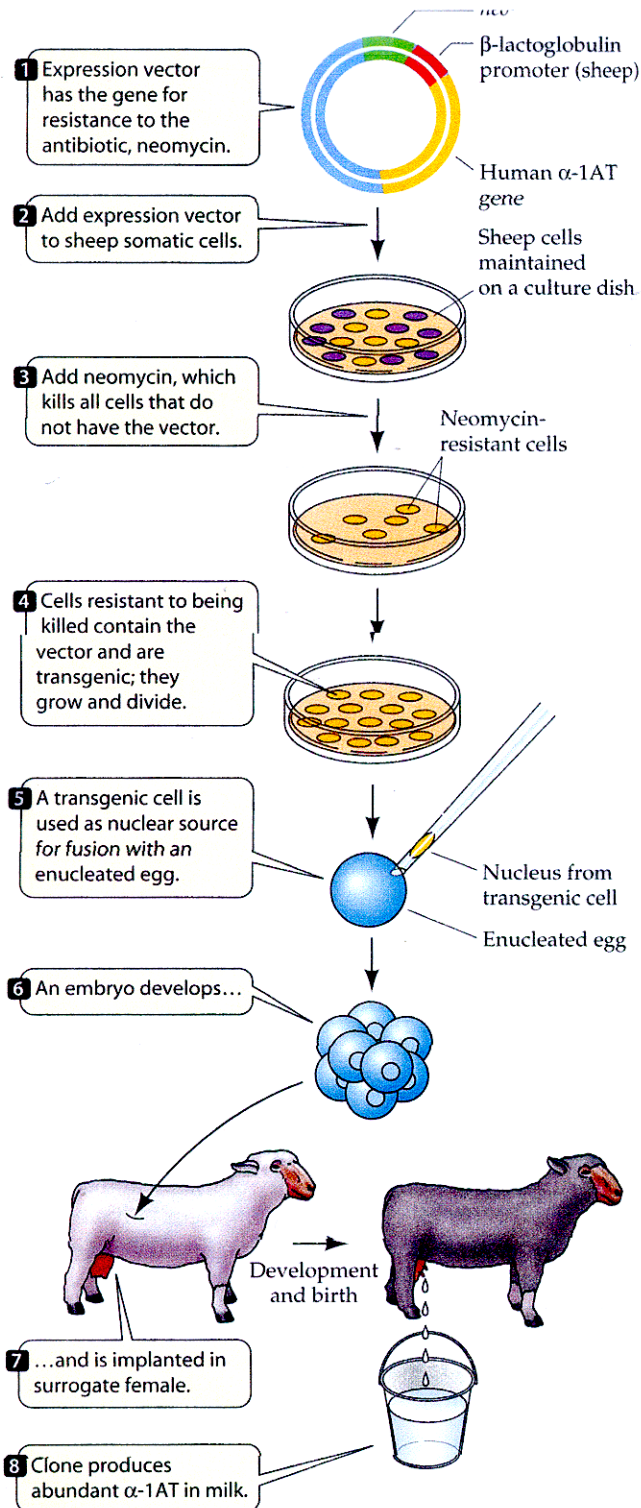 neo
β-lactoglobulin
promoter (sheep)
1 Expression vector
has the gene for
resistance to the
antibiotic, neomycin.
Human α-1AT
gene
2 Add expression vector
to sheep somatic cells.
Sheep cells
maintained
on a culture dish.
3 Add neomycin, which
kills all cells that do
not have the vector.
Neomycin-
resistant cells
4 Cells resistant to being
killed contain the
vector and are
transgenic; they
grow and divide.
5 A transgenic cell is
used as nuclear source
for fusion with an
enucleated egg.
Nucleus from
transgenic cell
Enucleated egg
6 An embryo develops...
Development
and birth
7 ...and is implanted in
surrogate female.
8 Clone produces
abundant α-1AT in milk.